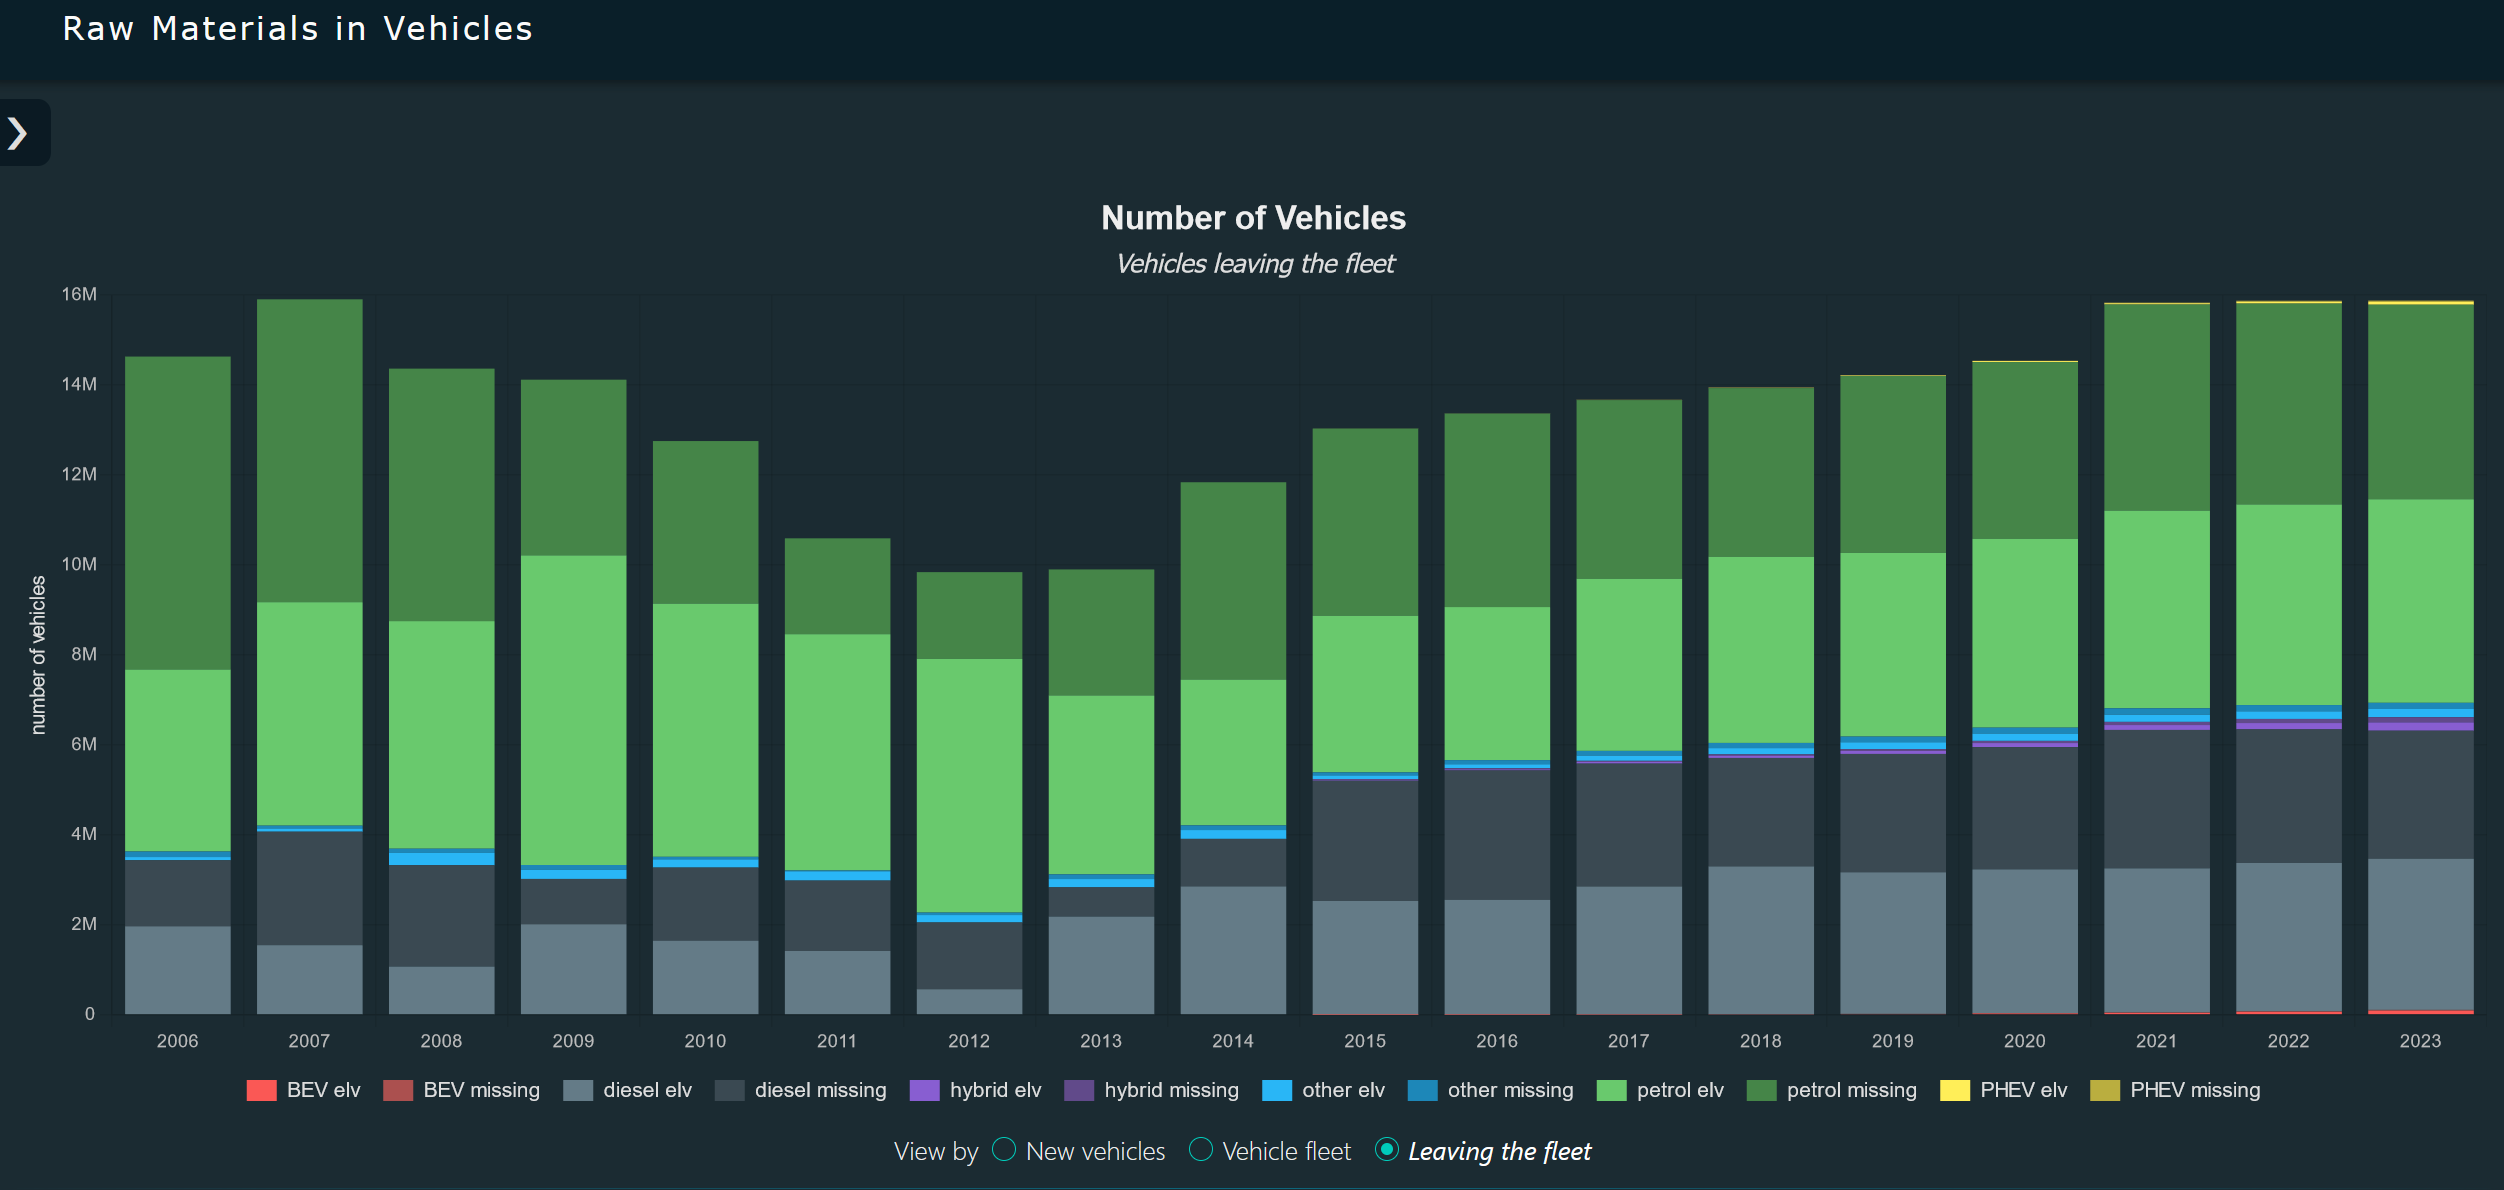 Raw Materials in Vehicles
Number of Vehicles
Vehicles leaving the fleet
number of vehicles
16M
14M
12M
10M
8M
6M
4M
2M
0
2006 2007 2008 2009 2010 2011 2012 2013 2014 2015 2016 2017 2018 2019 2020 2021 2022 2023
BEV elv BEV missing diesel elv diesel missing hybrid elv hybrid missing other elv other missing petrol elv petrol missing PHEV elv PHEV missing
View by New vehicles Vehicle fleet Leaving the fleet